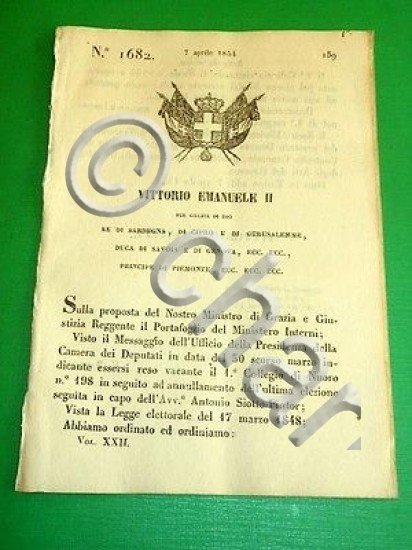 N.° 1682.
7 aprile 1854
159
VITTORIO EMANUELE II
PER GRAZIA DI DIO
RE DI SARDEGNA, DI CIPRO E DI GERUSALEMME,
DUCA DI SAVOIA E DI GENOVA, ECC. ECC.,
PRINCIPE DI PIEMONTE, ECC. ECC. ECC.
Sulla proposta del Nostro Ministro di Grazia e Giu-
stizia Reggente il Portafoglio del Ministero Interni;
Visto il Messaggio dell'Ufficio della Presidenza della
Camera dei Deputati in data del 30 scorso marzo in-
dicante essersi reso vacante il 1.° Collegio di Nuoro
n.° 198 in seguito ad annullamento dell'ultima elezione
seguita in capo dell'Avv.° Antonio Siotto-Pintor;
Vista la Legge elettorale del 17 marzo 1848;
Abbiamo ordinato ed ordiniamo:
Vol. XXII.
© Char